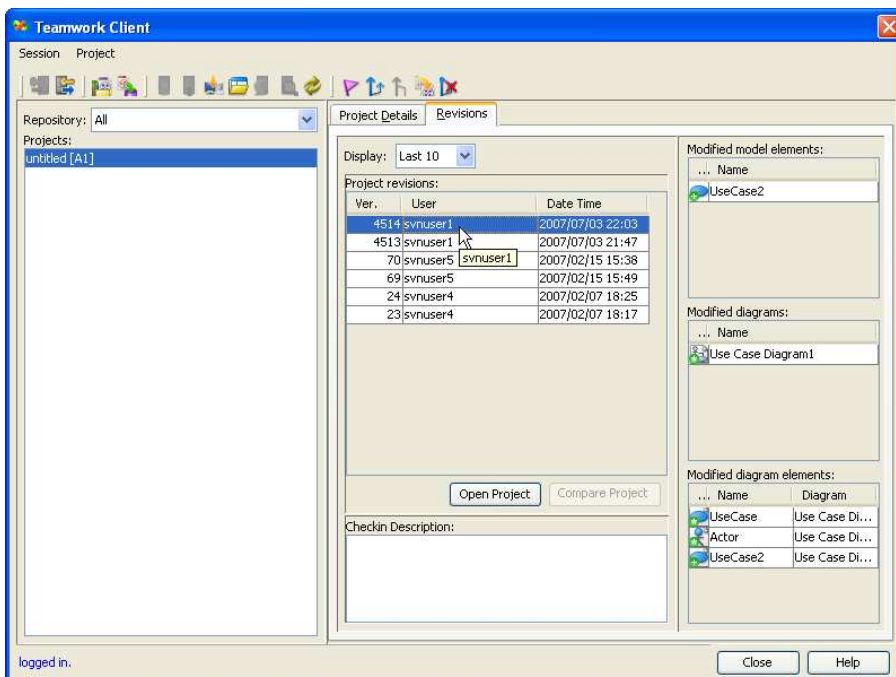 Teamwork Client
Session Project
Repository: All
Projects:
untitled [A1]
Project Details Revisions
Display: Last 10
Project revisions:
Ver. User Date Time
4514 svnuser1 2007/07/03 22:03
4513 svnuser1 2007/07/03 21:47
70 svnuser5 2007/02/15 15:38
69 svnuser5 2007/02/15 15:49
24 svnuser4 2007/02/07 18:25
23 svnuser4 2007/02/07 18:17
svnuser1
Open Project Compare Project
Checkin Description:
Modified model elements:
... Name
UseCase2
Modified diagrams:
... Name
Use Case Diagram1
Modified diagram elements:
... Name Diagram
UseCase Use Case Di...
Actor Use Case Di...
UseCase2 Use Case Di...
logged in.
Close Help